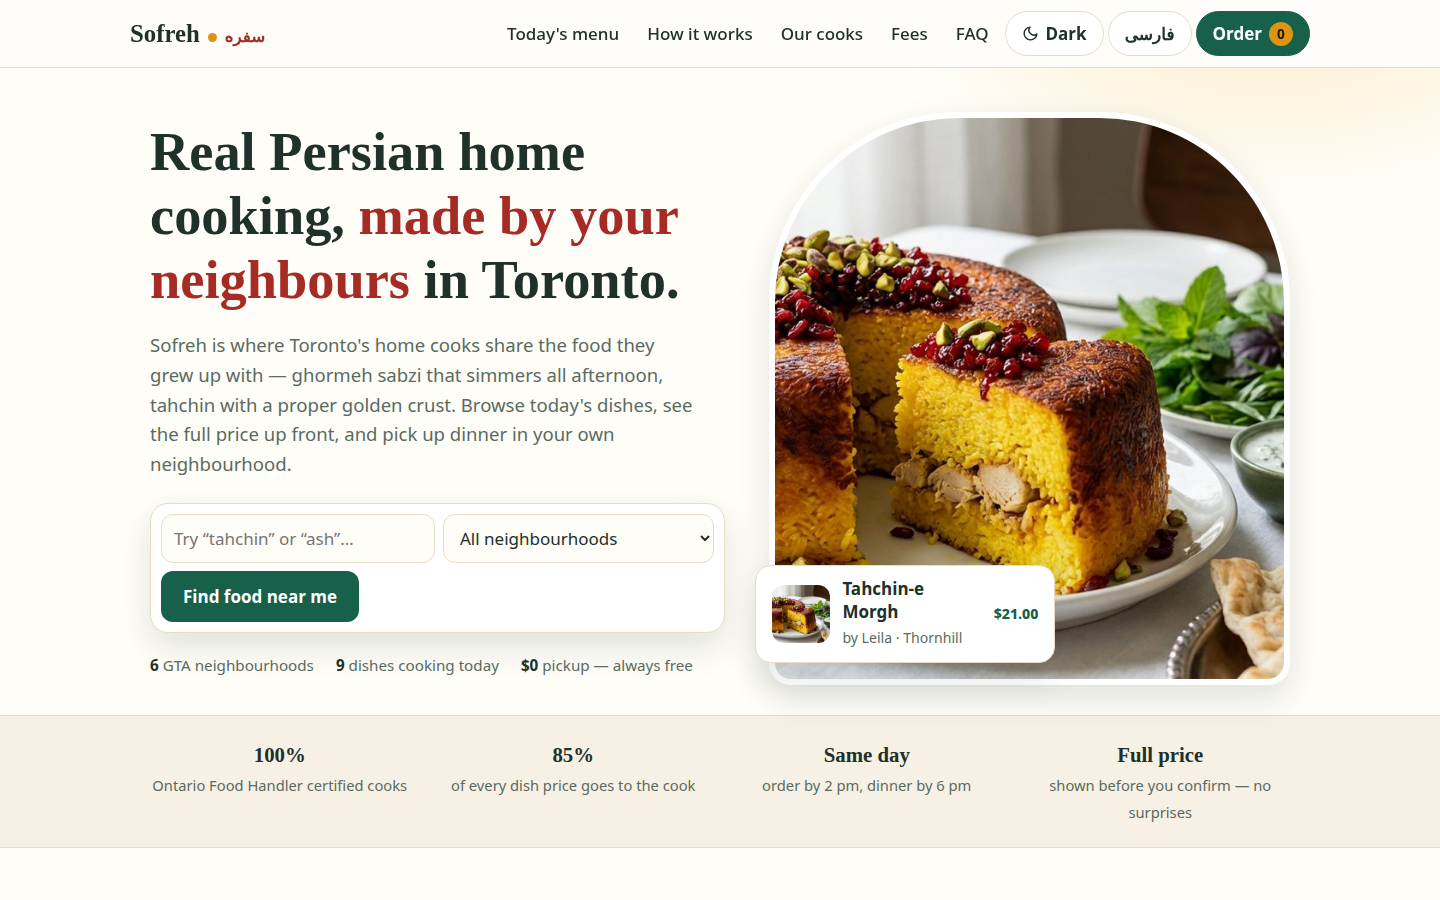 Sofreh سفره
Today's menu
How it works
Our cooks
Fees
FAQ
Dark
فارسی
Order 0
Real Persian home
cooking, made by your
neighbours in Toronto.
Sofreh is where Toronto's home cooks share the food they
grew up with — ghormeh sabzi that simmers all afternoon,
tahchin with a proper golden crust. Browse today's dishes, see
the full price up front, and pick up dinner in your own
neighbourhood.
Try “tahchin” or “ash”...
All neighbourhoods
Find food near me
6 GTA neighbourhoods
9 dishes cooking today
$0 pickup — always free
Tahchin-e
Morgh
by Leila · Thornhill
$21.00
100%
Ontario Food Handler certified cooks
85%
of every dish price goes to the cook
Same day
order by 2 pm, dinner by 6 pm
Full price
shown before you confirm — no
surprises